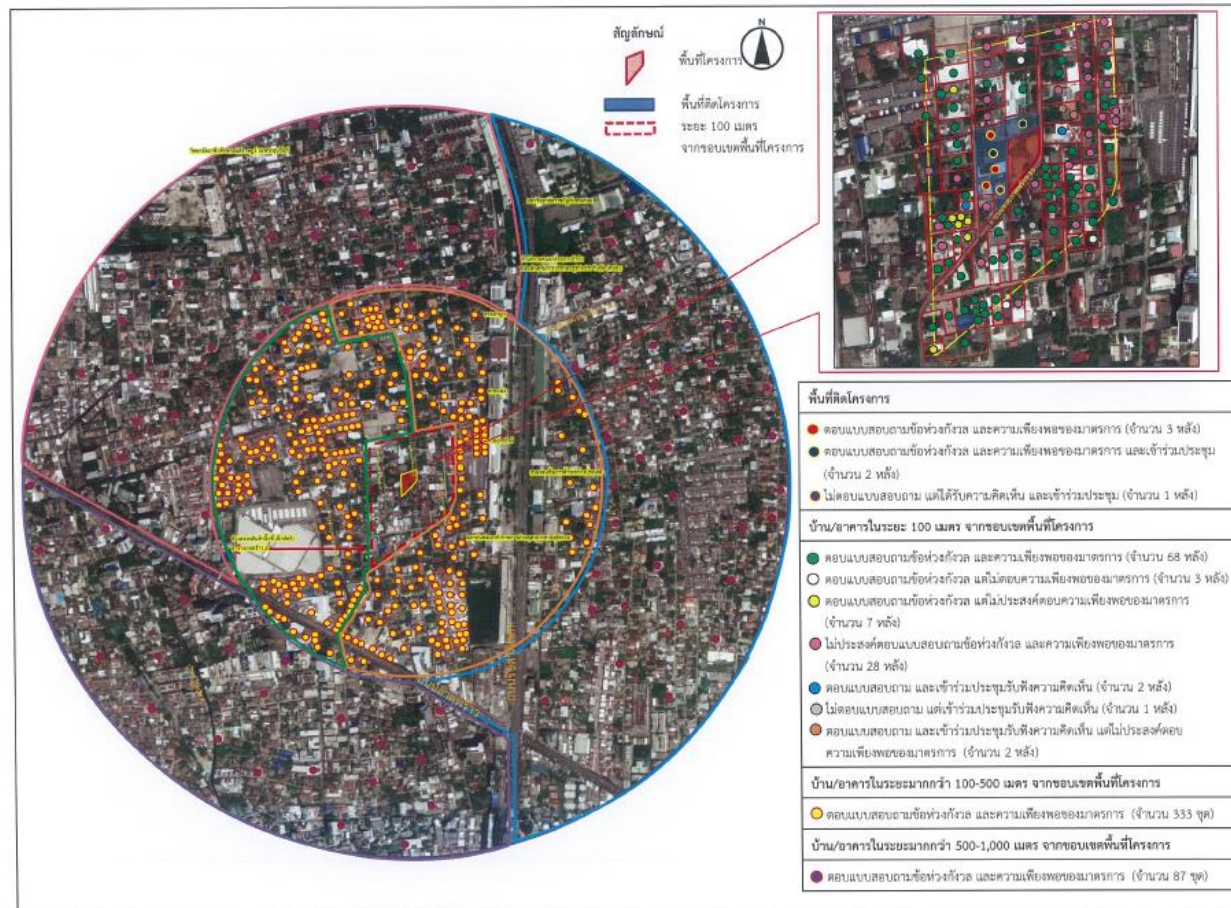 สัญลักษณ์
N
พื้นที่โครงการ
พื้นที่ติดโครงการ
ระยะ 100 เมตร
จากขอบเขตพื้นที่โครงการ
พื้นที่ติดโครงการ
ตอบแบบสอบถามข้อห่วงกังวล และความเพียงพอของมาตรการ (จำนวน 3 หลัง)
ตอบแบบสอบถามข้อห่วงกังวล และความเพียงพอของมาตรการ และเข้าร่วมประชุม
(จำนวน 2 หลัง)
ไม่ตอบแบบสอบถาม แต่ได้รับความคิดเห็น และเข้าร่วมประชุม (จำนวน 1 หลัง)
บ้าน/อาคารในระยะ 100 เมตร จากขอบเขตพื้นที่โครงการ
ตอบแบบสอบถามข้อห่วงกังวล และความเพียงพอของมาตรการ (จำนวน 68 หลัง)
ตอบแบบสอบถามข้อห่วงกังวล แต่ไม่ตอบความเพียงพอของมาตรการ (จำนวน 3 หลัง)
ตอบแบบสอบถามข้อห่วงกังวล แต่ไม่ประสงค์ตอบความเพียงพอของมาตรการ
(จำนวน 7 หลัง)
ไม่ประสงค์ตอบแบบสอบถามข้อห่วงกังวล และความเพียงพอของมาตรการ
(จำนวน 28 หลัง)
ตอบแบบสอบถาม และเข้าร่วมประชุมรับฟังความคิดเห็น (จำนวน 2 หลัง)
ไม่ตอบแบบสอบถาม แต่เข้าร่วมประชุมรับฟังความคิดเห็น (จำนวน 1 หลัง)
ตอบแบบสอบถาม และเข้าร่วมประชุมรับฟังความคิดเห็น แต่ไม่ประสงค์ตอบ
ความเพียงพอของมาตรการ (จำนวน 2 หลัง)
บ้าน/อาคารในระยะมากกว่า 100-500 เมตร จากขอบเขตพื้นที่โครงการ
ตอบแบบสอบถามข้อห่วงกังวล และความเพียงพอของมาตรการ (จำนวน 333 ชุด)
บ้าน/อาคารในระยะมากกว่า 500-1,000 เมตร จากขอบเขตพื้นที่โครงการ
ตอบแบบสอบถามข้อห่วงกังวล และความเพียงพอของมาตรการ (จำนวน 87 ชุด)